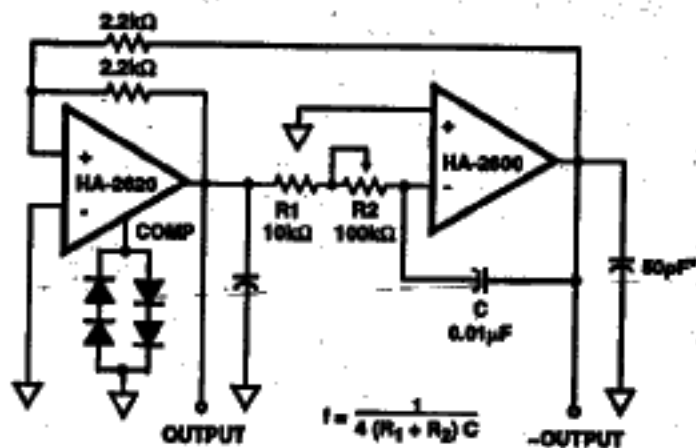 2.2kΩ
2.2kΩ
+
HA-2620
-
COMP
R1
10kΩ
R2
100kΩ
+
HA-2600
-
C
0.01μF
50pF*
OUTPUT
f = 1 / 4 (R1 + R2) C
~OUTPUT